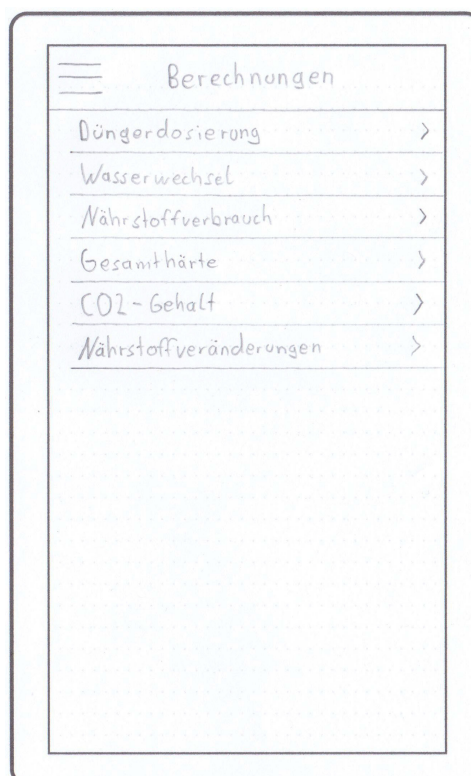 Berechnungen
Düngerdosierung
Wasserwechsel
Nährstoffverbrauch
Gesamthärte
CO2-Gehalt
Nährstoffveränderungen